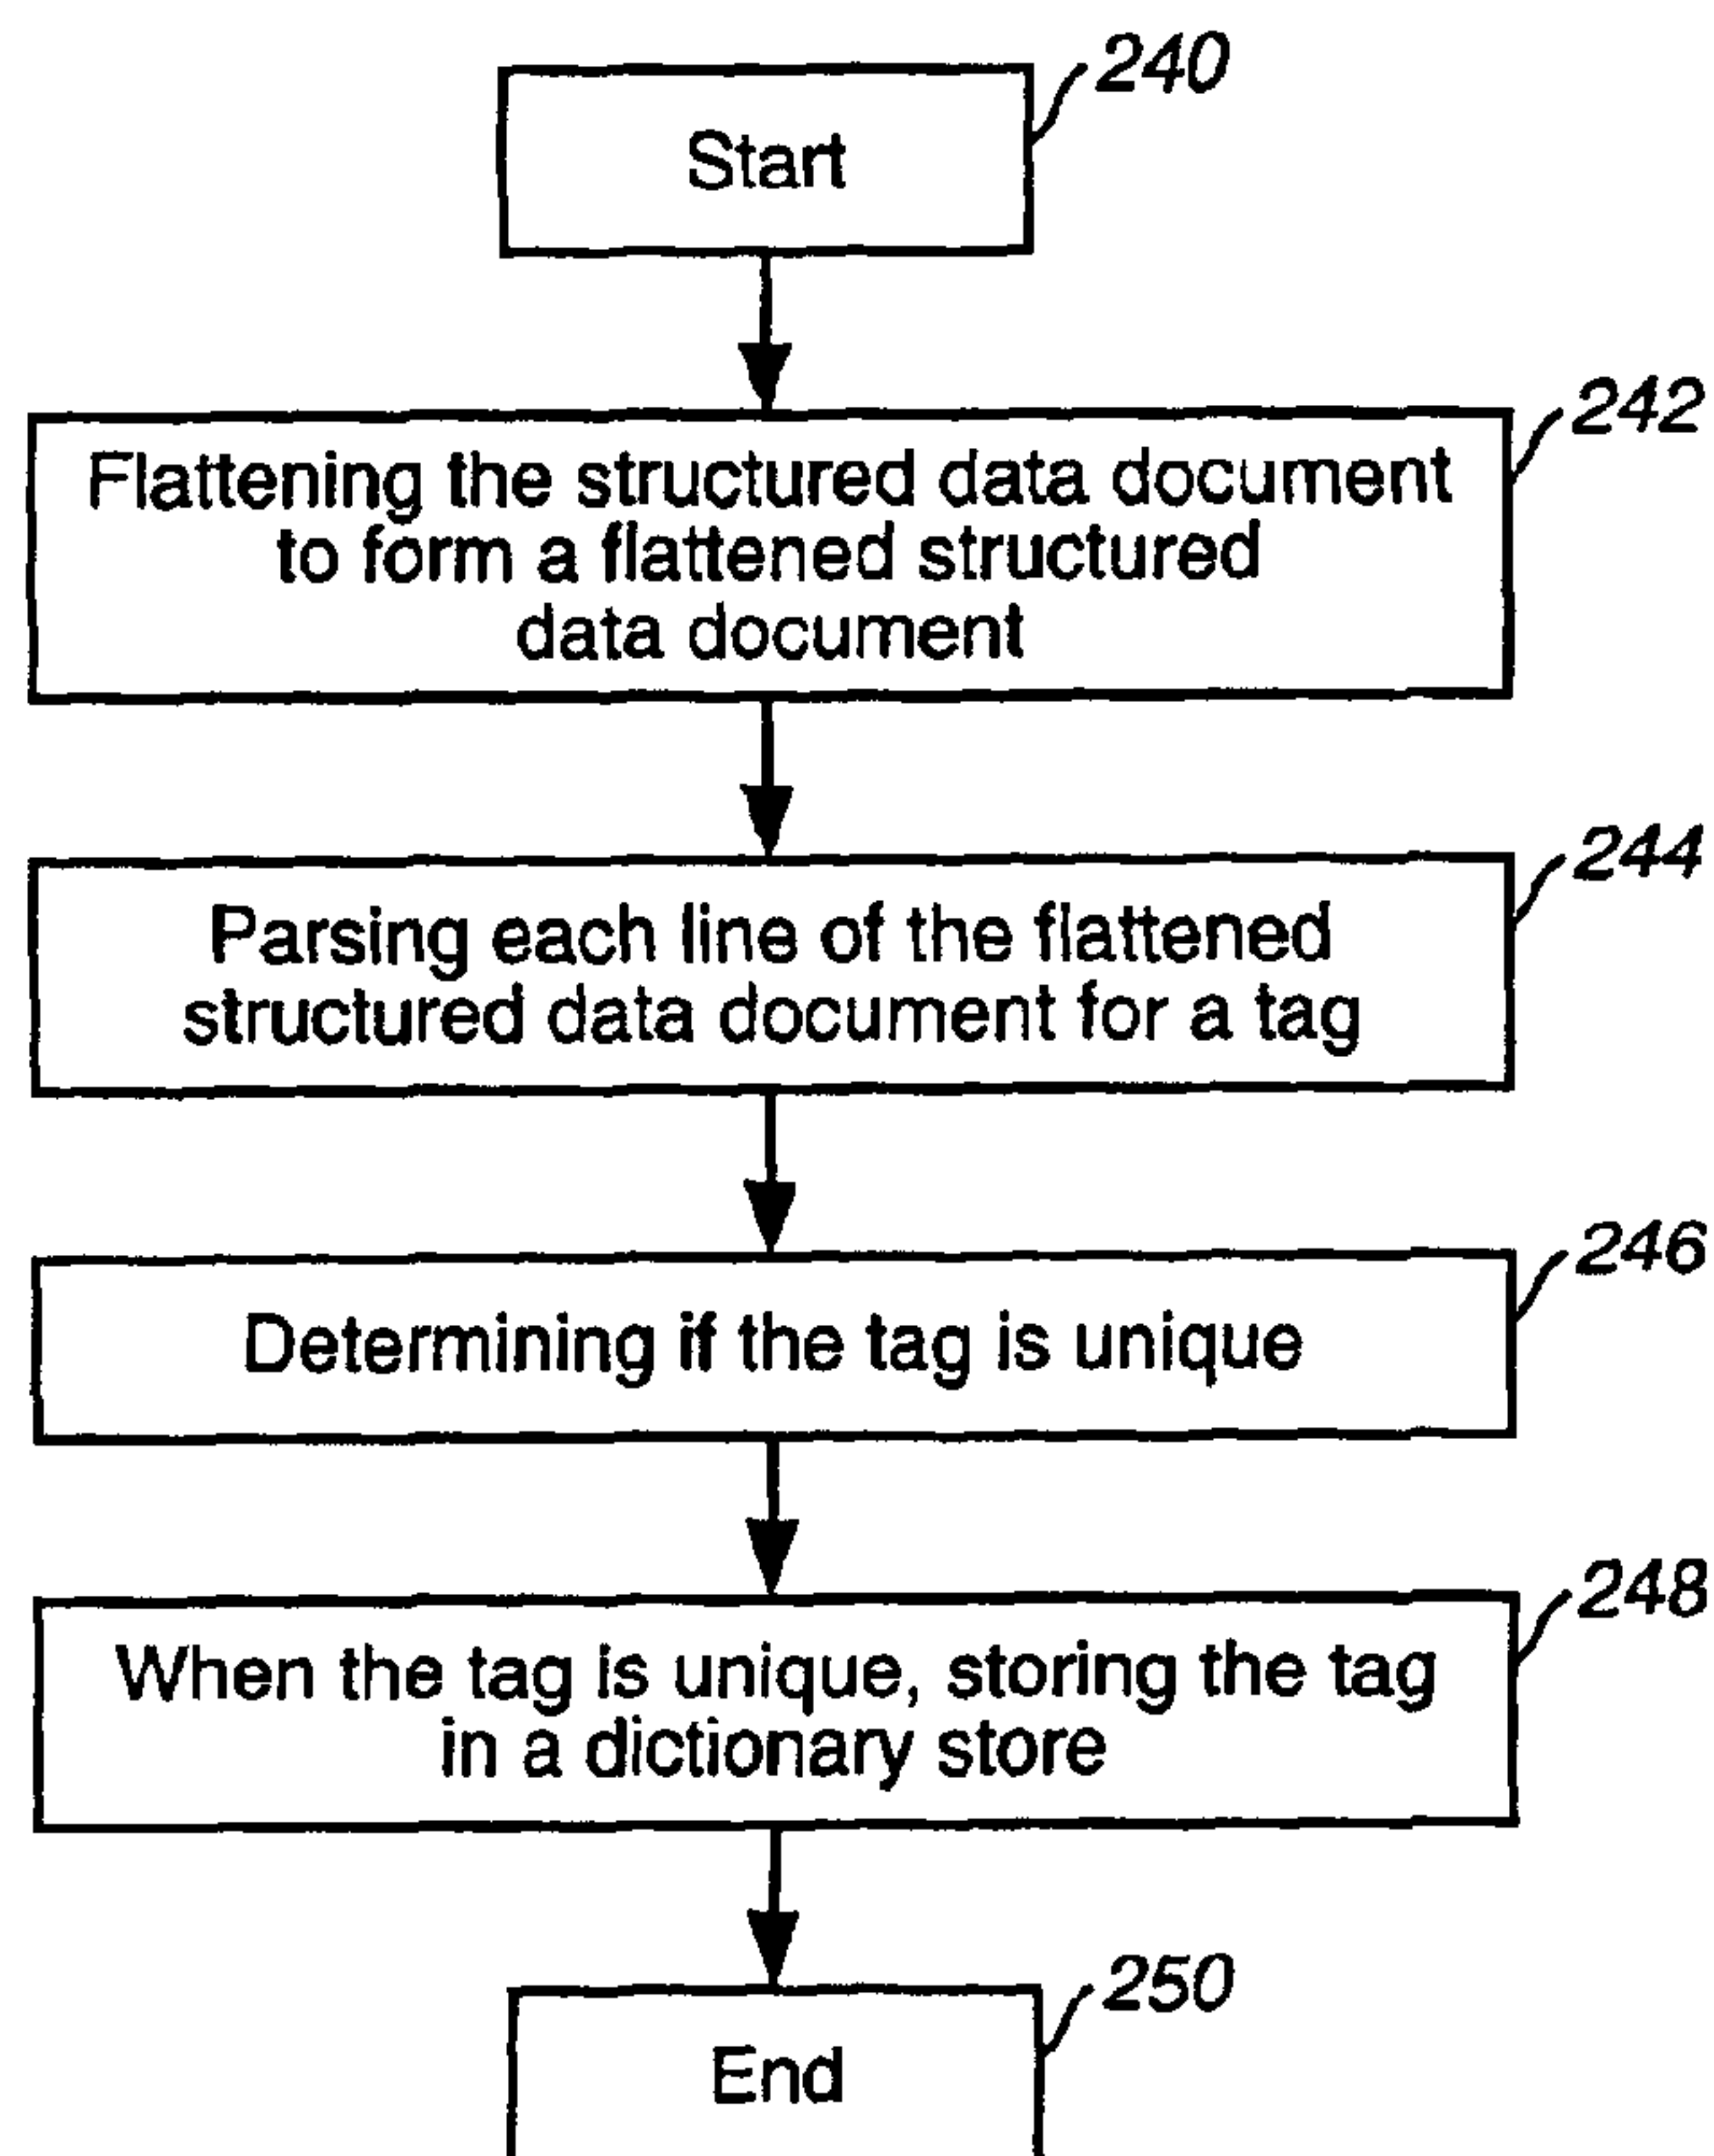 240
Start
242
Flattening the structured data document
to form a flattened structured
data document
244
Parsing each line of the flattened
structured data document for a tag
246
Determining if the tag is unique
248
When the tag is unique, storing the tag
in a dictionary store
250
End